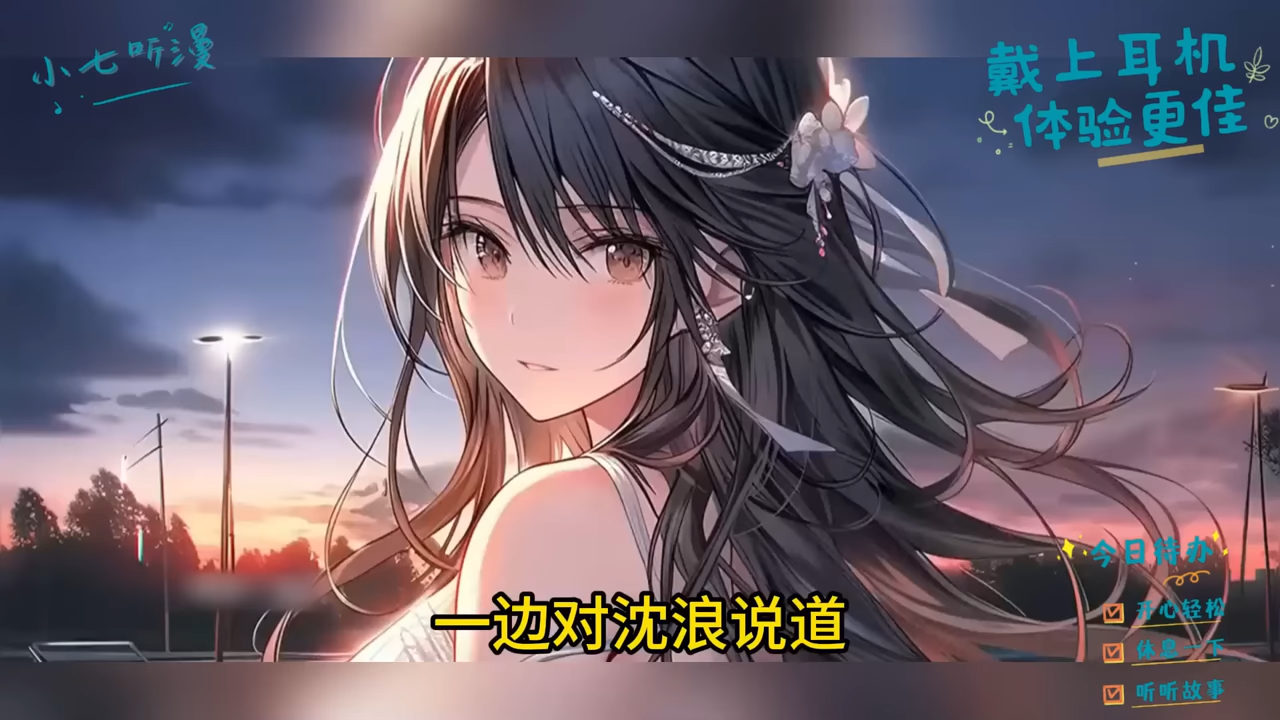 小七听漫
戴上耳机
体验更佳
一边对沈浪说道
今日待办
开心轻松
休息一下
听听故事